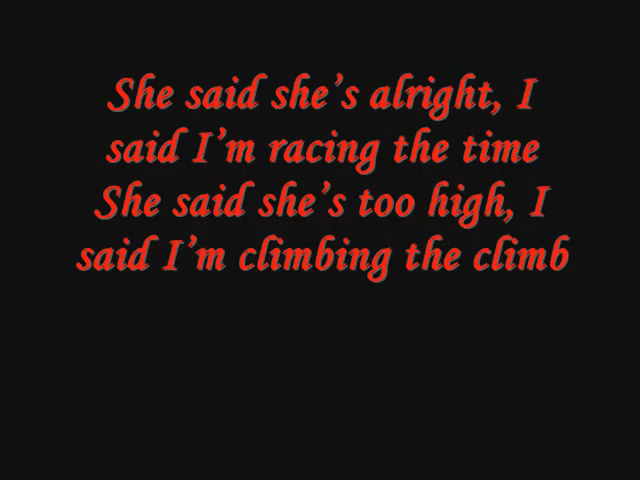 She said she's alright, I
said I'm racing the time
She said she's too high, I
said I'm climbing the climb